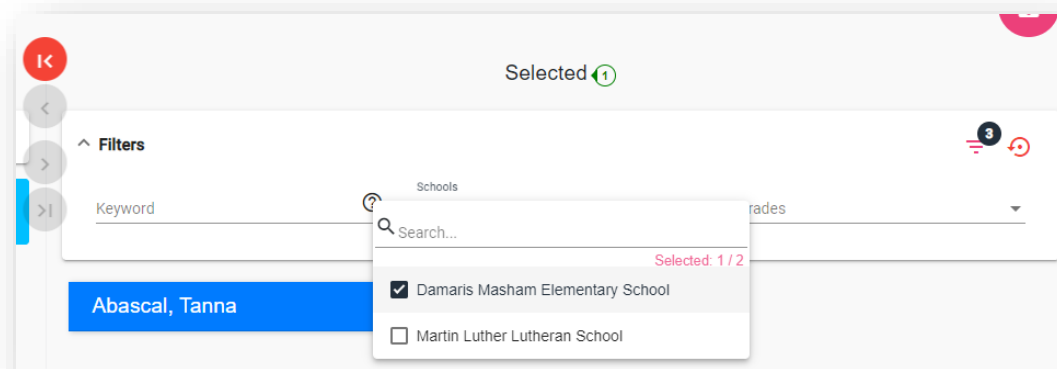 Selected 1
Filters
3
Schools
Keyword
rades
Search...
Selected: 1 / 2
Damaris Masham Elementary School
Abascal, Tanna
Martin Luther Lutheran School